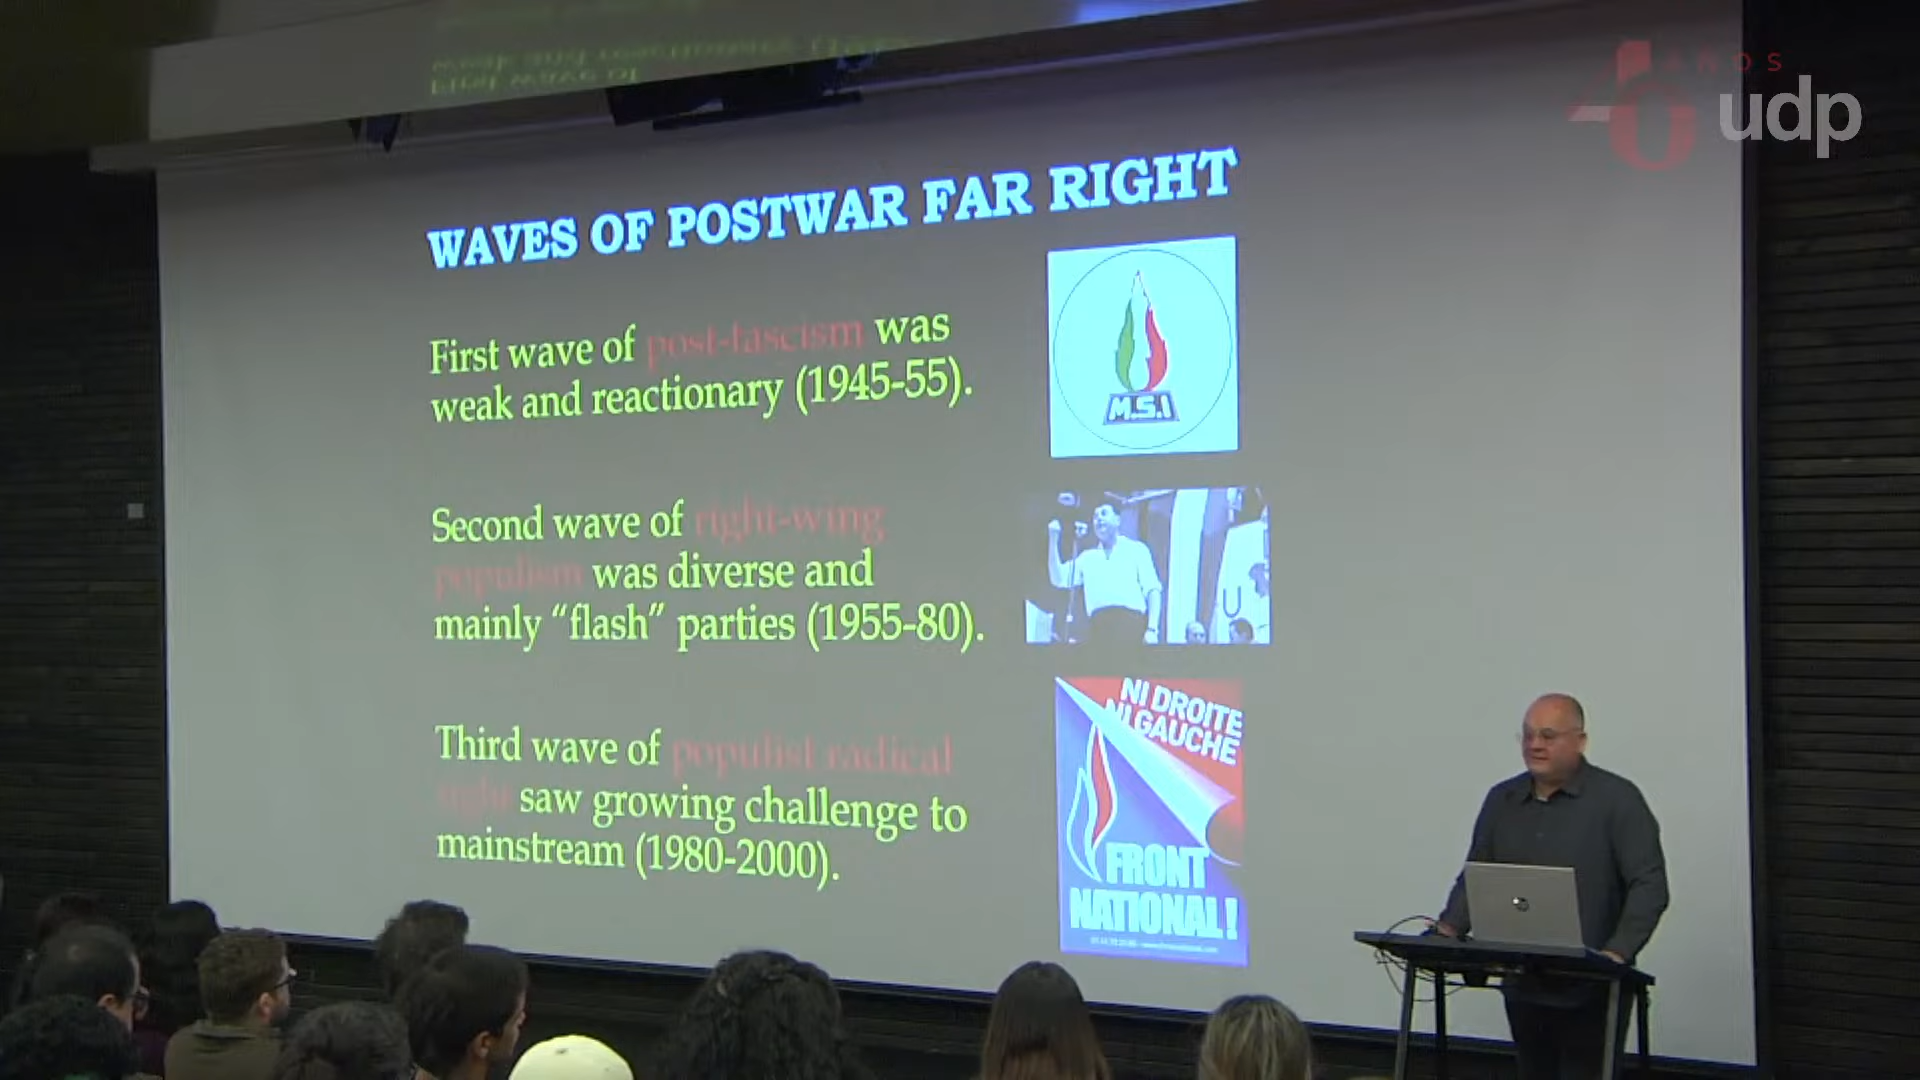 AÑOS
40 udp
WAVES OF POSTWAR FAR RIGHT
First wave of post-fascism was
weak and reactionary (1945-55).
M.S.I
Second wave of right-wing
populism was diverse and
mainly “flash” parties (1955-80).
U
Third wave of populist radical
right saw growing challenge to
mainstream (1980-2000).
NI DROITE
NI GAUCHE
FRONT
NATIONAL!